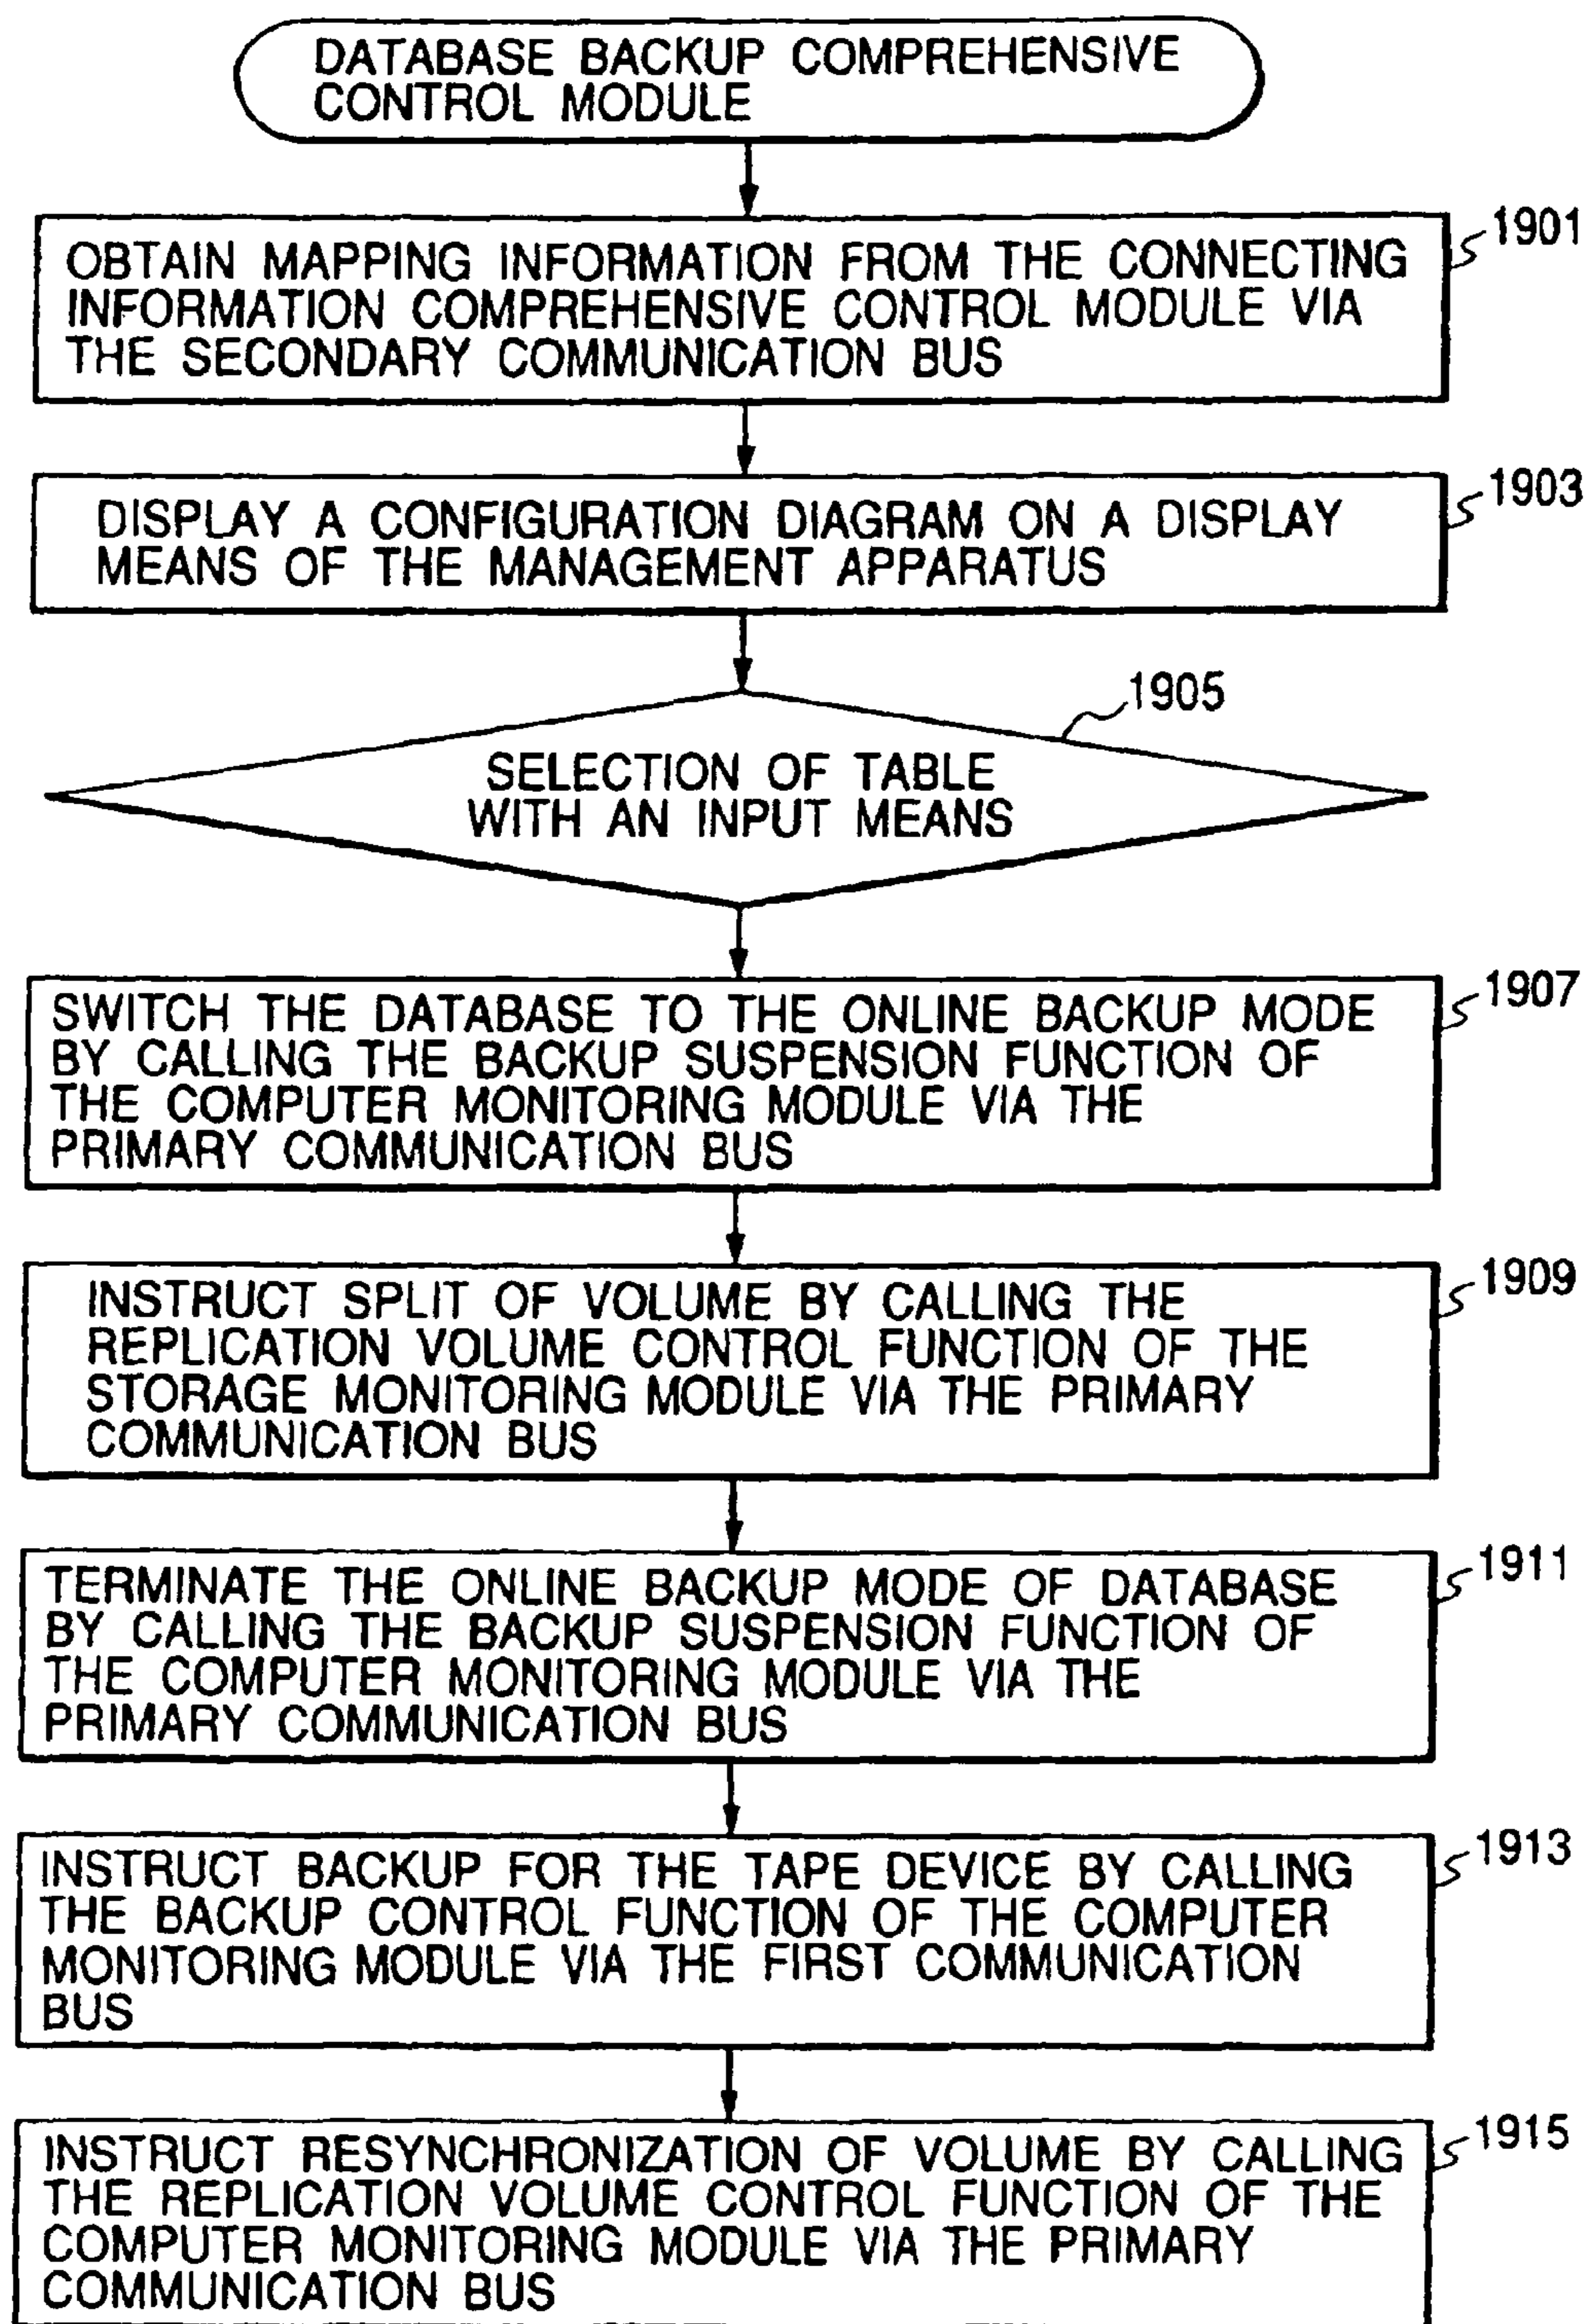 DATABASE BACKUP COMPREHENSIVE
CONTROL MODULE
1901
OBTAIN MAPPING INFORMATION FROM THE CONNECTING
INFORMATION COMPREHENSIVE CONTROL MODULE VIA
THE SECONDARY COMMUNICATION BUS
1903
DISPLAY A CONFIGURATION DIAGRAM ON A DISPLAY
MEANS OF THE MANAGEMENT APPARATUS
1905
SELECTION OF TABLE
WITH AN INPUT MEANS
1907
SWITCH THE DATABASE TO THE ONLINE BACKUP MODE
BY CALLING THE BACKUP SUSPENSION FUNCTION OF
THE COMPUTER MONITORING MODULE VIA THE
PRIMARY COMMUNICATION BUS
1909
INSTRUCT SPLIT OF VOLUME BY CALLING THE
REPLICATION VOLUME CONTROL FUNCTION OF THE
STORAGE MONITORING MODULE VIA THE PRIMARY
COMMUNICATION BUS
1911
TERMINATE THE ONLINE BACKUP MODE OF DATABASE
BY CALLING THE BACKUP SUSPENSION FUNCTION OF
THE COMPUTER MONITORING MODULE VIA THE
PRIMARY COMMUNICATION BUS
1913
INSTRUCT BACKUP FOR THE TAPE DEVICE BY CALLING
THE BACKUP CONTROL FUNCTION OF THE COMPUTER
MONITORING MODULE VIA THE FIRST COMMUNICATION
BUS
1915
INSTRUCT RESYNCHRONIZATION OF VOLUME BY CALLING
THE REPLICATION VOLUME CONTROL FUNCTION OF THE
COMPUTER MONITORING MODULE VIA THE PRIMARY
COMMUNICATION BUS